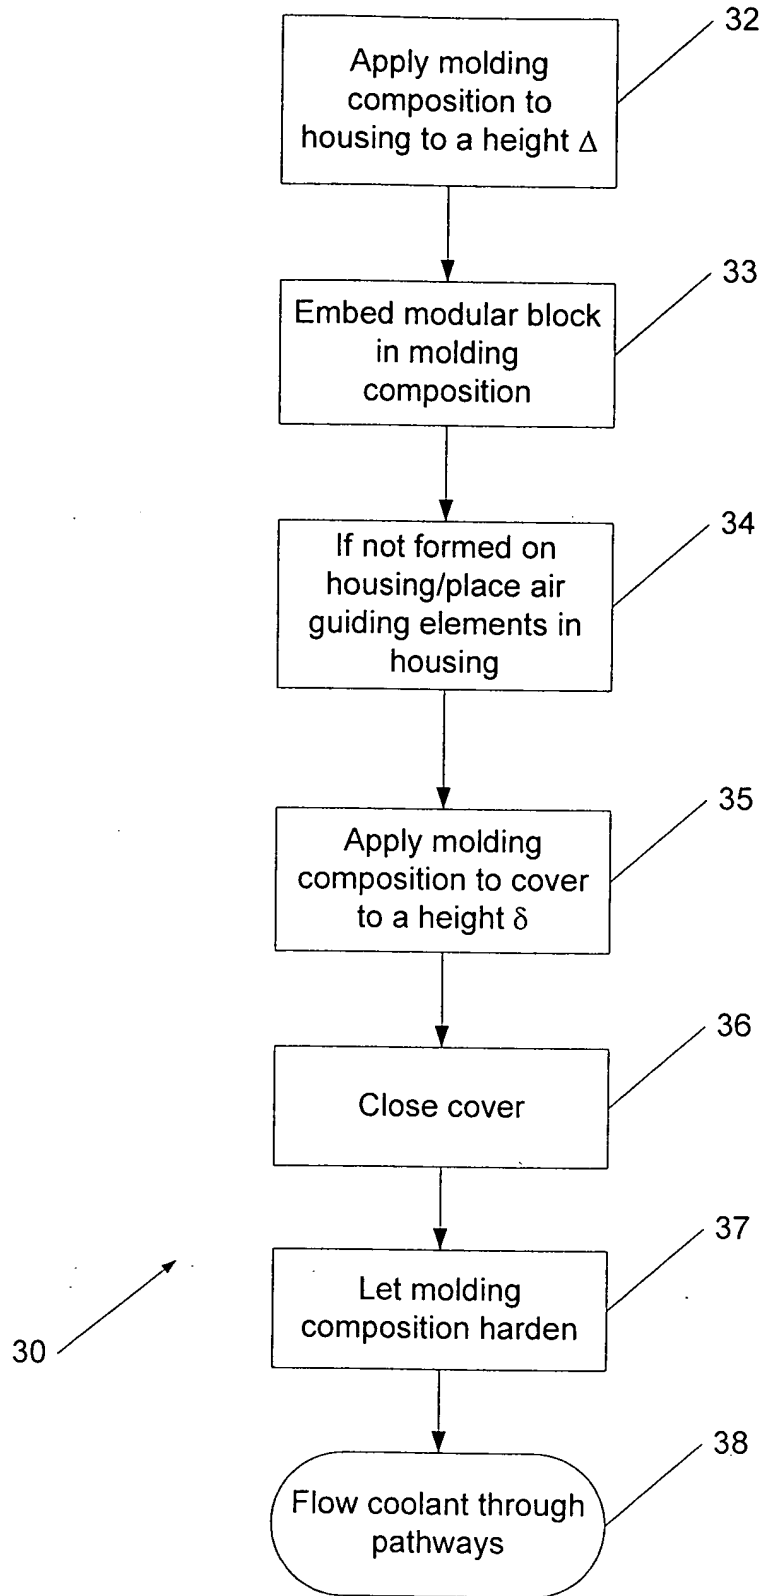 32
Apply molding
composition to
housing to a height Δ
33
Embed modular block
in molding
composition
34
If not formed on
housing/place air
guiding elements in
housing
35
Apply molding
composition to cover
to a height δ
36
Close cover
37
Let molding
composition harden
30
38
Flow coolant through
pathways